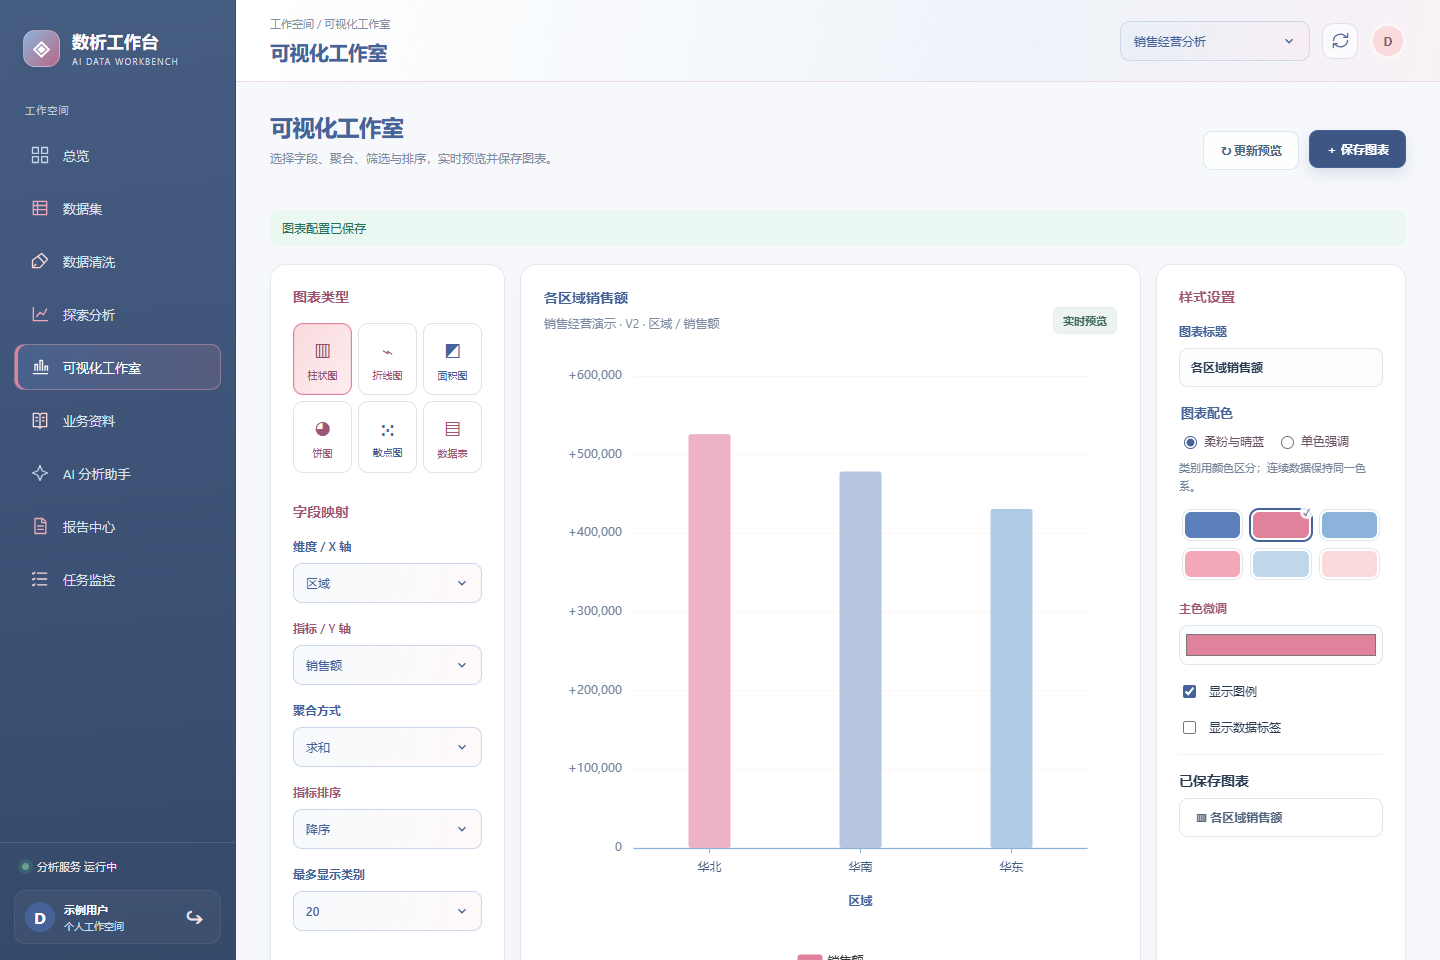 数析工作台
AI DATA WORKBENCH
工作空间
总览
数据集
数据清洗
探索分析
可视化工作室
业务资料
AI 分析助手
报告中心
任务监控
分析服务 运行中
D
示例用户
个人工作空间
工作空间 / 可视化工作室
可视化工作室
销售经营分析
D
可视化工作室
选择字段、聚合、筛选与排序，实时预览并保存图表。
↻ 更新预览
+ 保存图表
图表配置已保存
图表类型
柱状图
折线图
面积图
饼图
散点图
数据表
字段映射
维度 / X 轴
区域
指标 / Y 轴
销售额
聚合方式
求和
指标排序
降序
最多显示类别
20
各区域销售额
销售经营演示 · V2 · 区域 / 销售额
实时预览
+600,000
+500,000
+400,000
+300,000
+200,000
+100,000
0
华北
华南
华东
区域
销售额
样式设置
图表标题
各区域销售额
图表配色
柔粉与晴蓝
单色强调
类别用颜色区分；连续数据保持同一色
系。
主色微调
显示图例
显示数据标签
已保存图表
各区域销售额